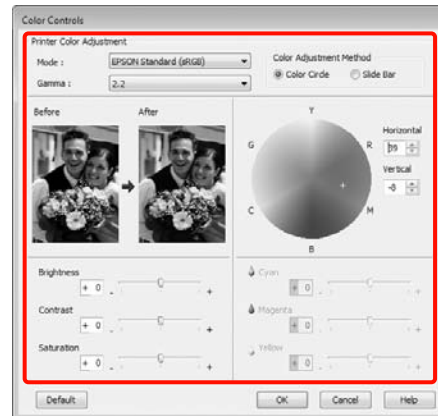 Color Controls
Printer Color Adjustment
Mode : EPSON Standard (sRGB)
Gamma : 2.2
Color Adjustment Method
Color Circle Slide Bar
Before After
Y
G R
C M
B
Horizontal
39
Vertical
-8
Brightness
+ 0 - +
Contrast
+ 0 - +
Saturation
+ 0 - +
Cyan
+ 0 - +
Magenta
+ 0 - +
Yellow
+ 0 - +
Default OK Cancel Help